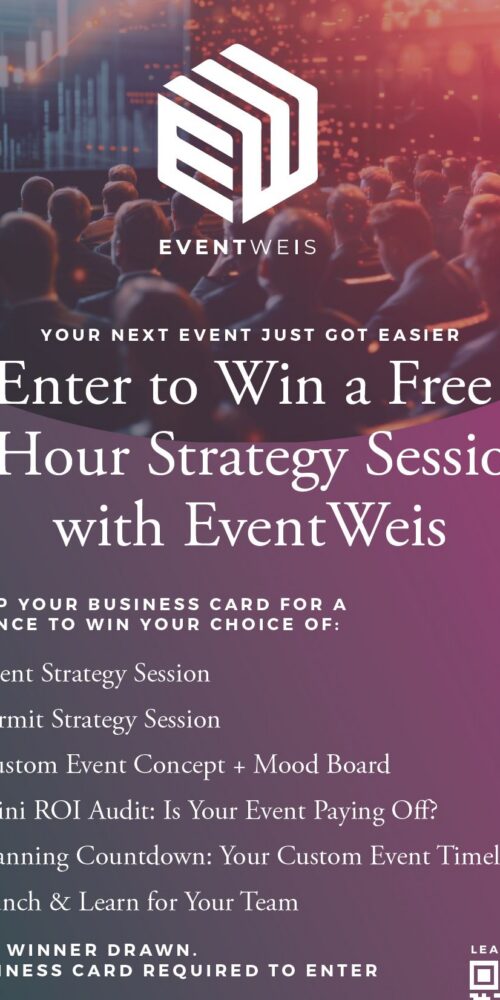 EW
EVENTWEIS
YOUR NEXT EVENT JUST GOT EASIER
Enter to Win a Free
Hour Strategy Sessio
with EventWeis
P YOUR BUSINESS CARD FOR A
NCE TO WIN YOUR CHOICE OF:
ent Strategy Session
rmit Strategy Session
ustom Event Concept + Mood Board
ini ROI Audit: Is Your Event Paying Off?
anning Countdown: Your Custom Event Timel
unch & Learn for Your Team
WINNER DRAWN.
INESS CARD REQUIRED TO ENTER
LEA